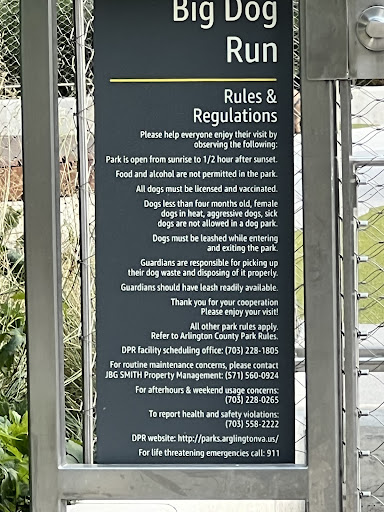 Big Dog
Run
Rules &
Regulations
Please help everyone enjoy their visit by
observing the following:
Park is open from sunrise to 1/2 hour after sunset.
Food and alcohol are not permitted in the park.
All dogs must be licensed and vaccinated.
Dogs less than four months old, female
dogs in heat, aggressive dogs, sick
dogs are not allowed in a dog park.
Dogs must be leashed while entering
and exiting the park.
Guardians are responsible for picking up
their dog waste and disposing of it properly.
Guardians should have leash readily available.
Thank you for your cooperation
Please enjoy your visit!
All other park rules apply.
Refer to Arlington County Park Rules.
DPR facility scheduling office: (703) 228-1805
For routine maintenance concerns, please contact
JBG SMITH Property Management: (571) 560-0924
For afterhours & weekend usage concerns:
(703) 228-0265
To report health and safety violations:
(703) 558-2222
DPR website: http://parks.arglingtonva.us/
For life threatening emergencies call: 911